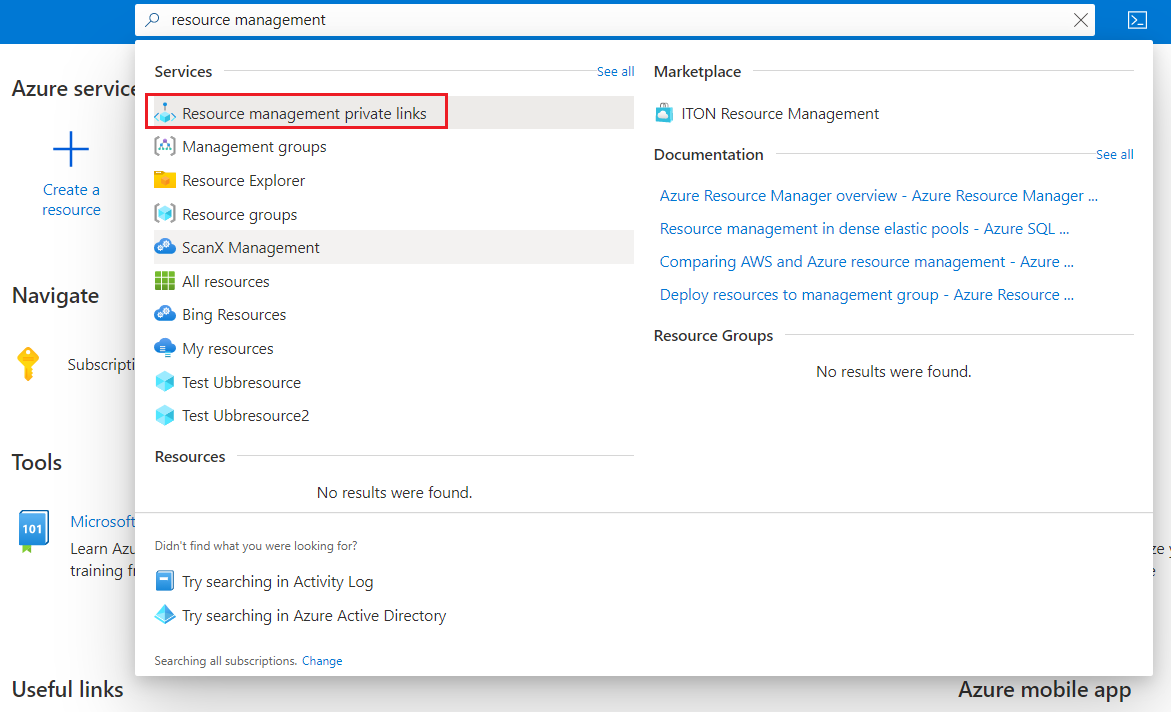 resource management
Services
See all
Resource management private links
Management groups
Resource Explorer
Resource groups
ScanX Management
All resources
Bing Resources
My resources
Test Ubbresource
Test Ubbresource2
Resources
No results were found.
Marketplace
ITON Resource Management
Documentation
See all
Azure Resource Manager overview - Azure Resource Manager ...
Resource management in dense elastic pools - Azure SQL ...
Comparing AWS and Azure resource management - Azure ...
Deploy resources to management group - Azure Resource ...
Resource Groups
No results were found.
Didn't find what you were looking for?
Try searching in Activity Log
Try searching in Azure Active Directory
Searching all subscriptions. Change
Azure service
Create a
resource
Navigate
Subscripti
Tools
101
Microsoft
Learn Azu
training fr
Useful links
Azure mobile app